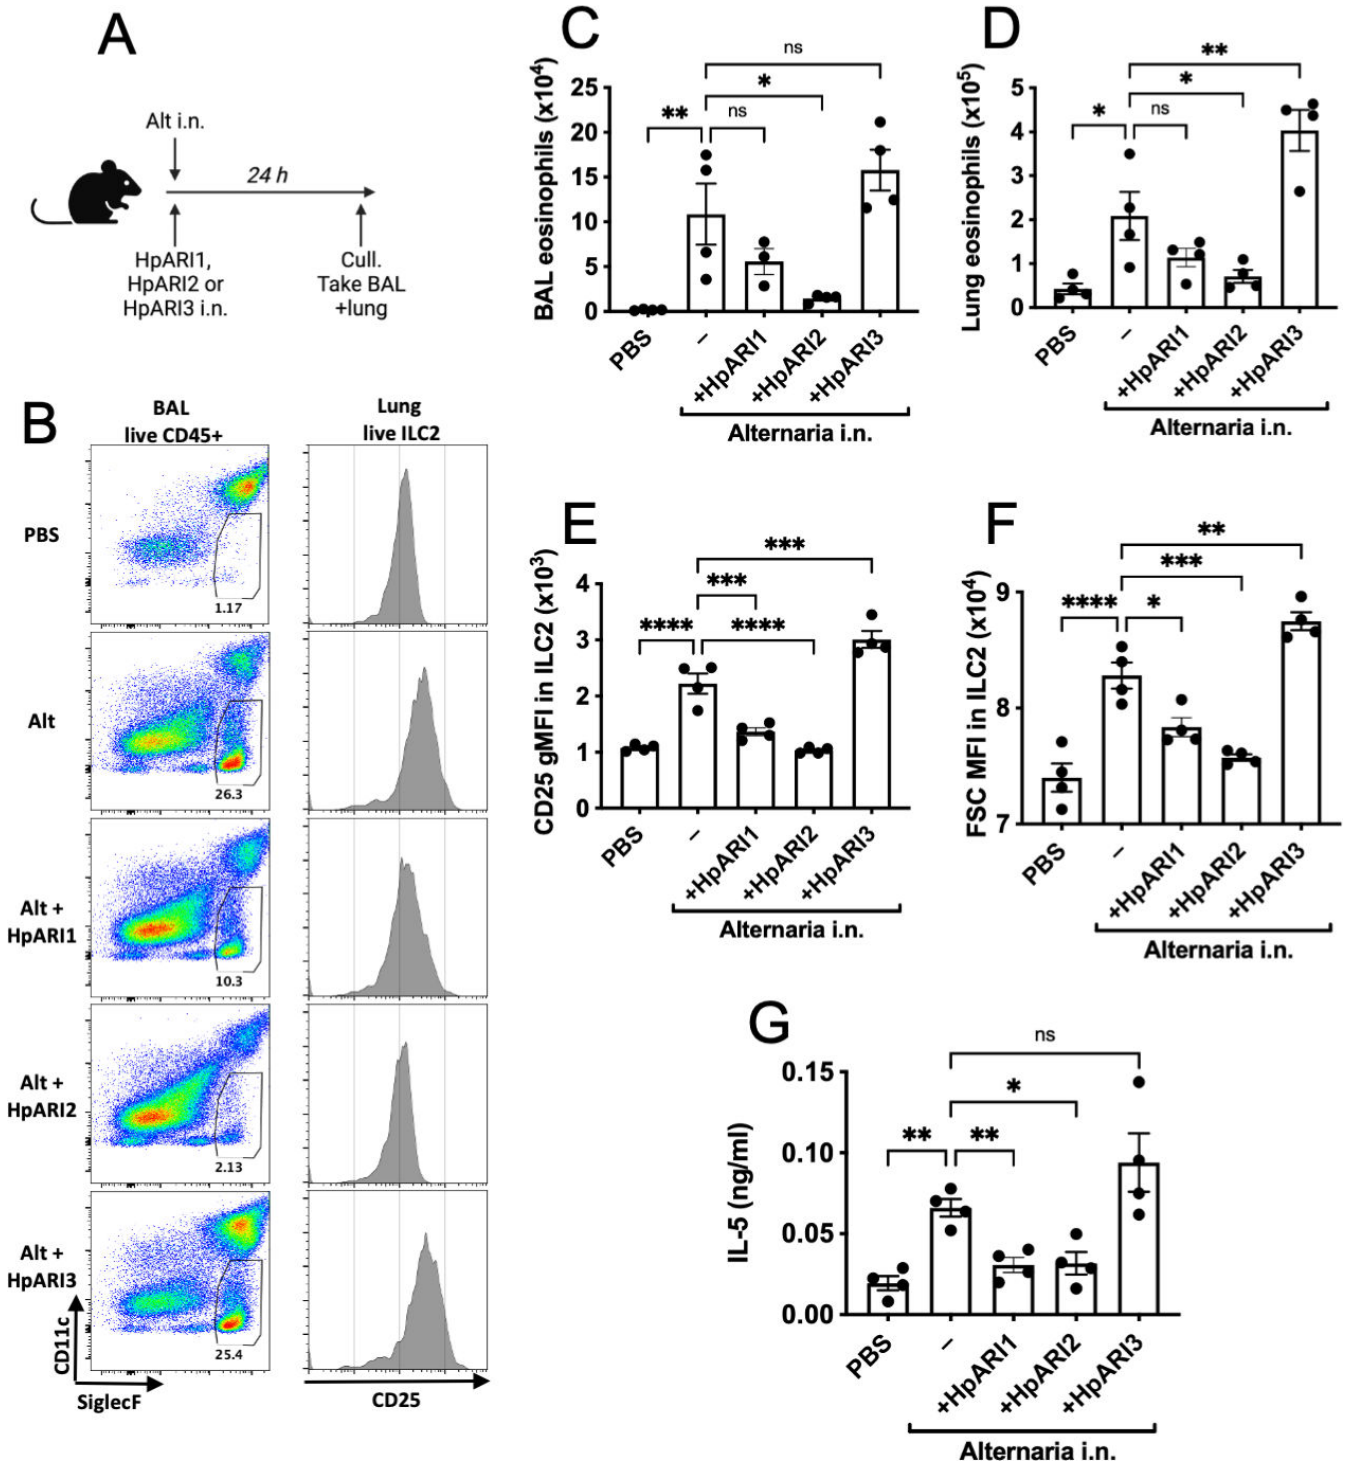 A
Alt i.n.
24 h
HpARI1,
HpARI2 or
HpARI3 i.n.
Cull.
Take BAL
+lung
B
BAL
live CD45+
Lung
live ILC2
PBS
1.17
Alt
26.3
Alt +
HpARI1
10.3
Alt +
HpARI2
2.13
Alt +
HpARI3
25.4
CD11c
SiglecF
CD25
C
BAL eosinophils (x10⁴)
25
20
15
10
5
0
**
ns
*
ns
PBS
–
+HpARI1
+HpARI2
+HpARI3
Alternaria i.n.
D
Lung eosinophils (x10⁵)
5
4
3
2
1
0
*
ns
*
**
PBS
–
+HpARI1
+HpARI2
+HpARI3
Alternaria i.n.
E
CD25 gMFI in ILC2 (x10³)
4
3
2
1
0
****
****
***
***
PBS
–
+HpARI1
+HpARI2
+HpARI3
Alternaria i.n.
F
FSC MFI in ILC2 (x10⁴)
9
8
7
****
*
***
**
PBS
–
+HpARI1
+HpARI2
+HpARI3
Alternaria i.n.
G
IL-5 (ng/ml)
0.15
0.10
0.05
0.00
**
**
*
ns
PBS
–
+HpARI1
+HpARI2
+HpARI3
Alternaria i.n.